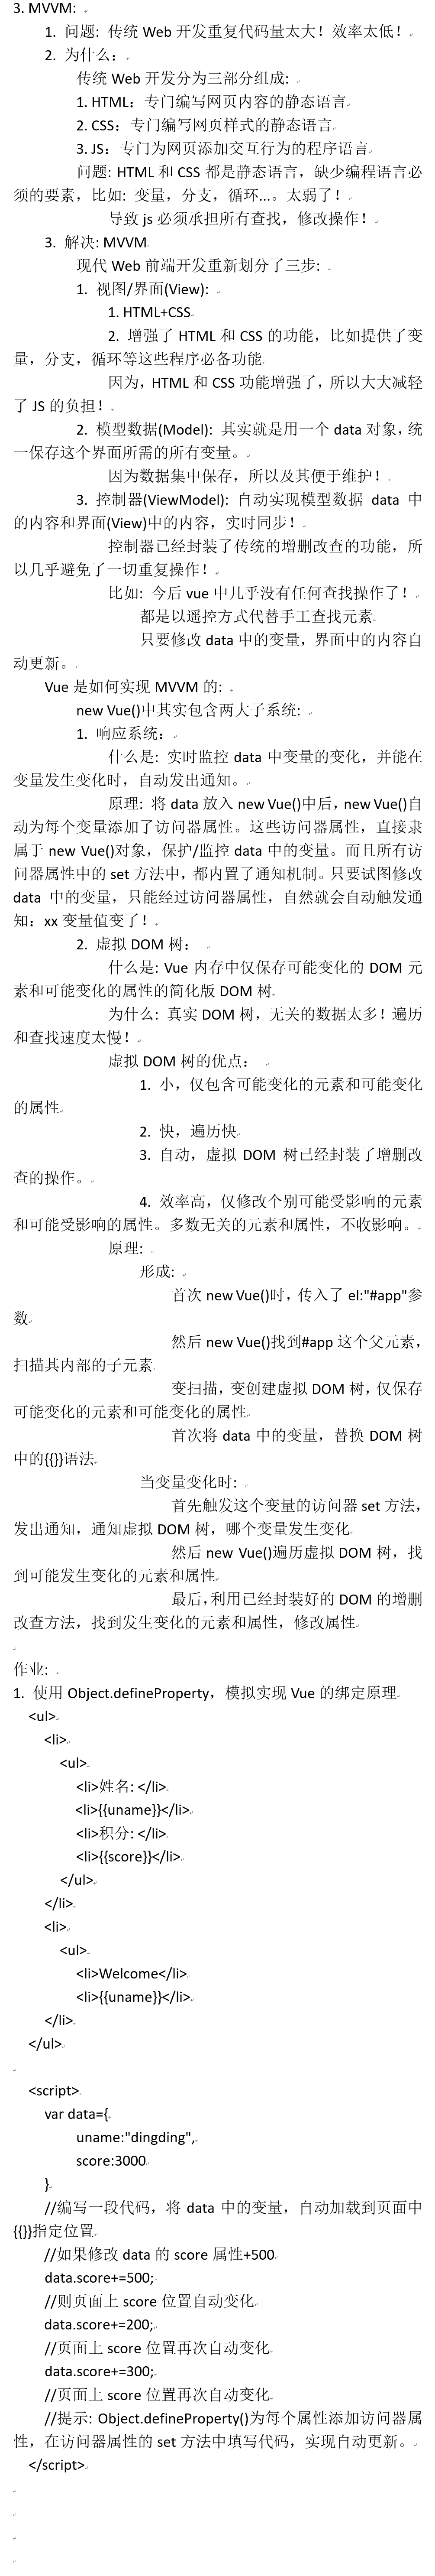 3. MVVM:
1. 问题: 传统 Web 开发重复代码量太大！效率太低！
2. 为什么：
传统 Web 开发分为三部分组成:
1. HTML：专门编写网页内容的静态语言
2. CSS：专门编写网页样式的静态语言
3. JS：专门为网页添加交互行为的程序语言
问题: HTML 和 CSS 都是静态语言，缺少编程语言必
须的要素，比如: 变量，分支，循环...。太弱了！
导致 js 必须承担所有查找，修改操作！
3. 解决: MVVM
现代 Web 前端开发重新划分了三步:
1. 视图/界面(View):
1. HTML+CSS
2. 增强了 HTML 和 CSS 的功能，比如提供了变
量，分支，循环等这些程序必备功能
因为，HTML 和 CSS 功能增强了，所以大大减轻
了 JS 的负担！
2. 模型数据(Model): 其实就是用一个 data 对象，统
一保存这个界面所需的所有变量。
因为数据集中保存，所以及其便于维护！
3. 控制器(ViewModel): 自动实现模型数据 data 中
的内容和界面(View)中的内容，实时同步！
控制器已经封装了传统的增删改查的功能，所
以几乎避免了一切重复操作！
比如: 今后 vue 中几乎没有任何查找操作了！
都是以遥控方式代替手工查找元素
只要修改 data 中的变量，界面中的内容自
动更新。
Vue 是如何实现 MVVM 的:
new Vue()中其实包含两大子系统:
1. 响应系统：
什么是: 实时监控 data 中变量的变化，并能在
变量发生变化时，自动发出通知。
原理: 将 data 放入 new Vue()中后，new Vue()自
动为每个变量添加了访问器属性。这些访问器属性，直接隶
属于 new Vue()对象，保护/监控 data 中的变量。而且所有访
问器属性中的 set 方法中，都内置了通知机制。只要试图修改
data 中的变量，只能经过访问器属性，自然就会自动触发通
知：xx 变量值变了！
2. 虚拟 DOM 树：
什么是: Vue 内存中仅保存可能变化的 DOM 元
素和可能变化的属性的简化版 DOM 树
为什么: 真实 DOM 树，无关的数据太多！遍历
和查找速度太慢！
虚拟 DOM 树的优点：
1. 小，仅包含可能变化的元素和可能变化
的属性
2. 快，遍历快
3. 自动，虚拟 DOM 树已经封装了增删改
查的操作。
4. 效率高，仅修改个别可能受影响的元素
和可能受影响的属性。多数无关的元素和属性，不收影响。
原理:
形成:
首次 new Vue()时，传入了 el:"#app"参
数
然后 new Vue()找到#app 这个父元素，
扫描其内部的子元素
变扫描，变创建虚拟 DOM 树，仅保存
可能变化的元素和可能变化的属性
首次将 data 中的变量，替换 DOM 树
中的{{}}语法
当变量变化时:
首先触发这个变量的访问器 set 方法，
发出通知，通知虚拟 DOM 树，哪个变量发生变化
然后 new Vue()遍历虚拟 DOM 树，找
到可能发生变化的元素和属性
最后，利用已经封装好的 DOM 的增删
改查方法，找到发生变化的元素和属性，修改属性
作业:
1. 使用 Object.defineProperty，模拟实现 Vue 的绑定原理
<ul>
<li>
<ul>
<li>姓名: </li>
<li>{{uname}}</li>
<li>积分: </li>
<li>{{score}}</li>
</ul>
</li>
<li>
<ul>
<li>Welcome</li>
<li>{{uname}}</li>
</li>
</ul>
<script>
var data={
uname:"dingding",
score:3000
}
//编写一段代码，将 data 中的变量，自动加载到页面中
{{}}指定位置
//如果修改 data 的 score 属性+500
data.score+=500;
//则页面上 score 位置自动变化
data.score+=200;
//页面上 score 位置再次自动变化
data.score+=300;
//页面上 score 位置再次自动变化
//提示: Object.defineProperty()为每个属性添加访问器属
性，在访问器属性的 set 方法中填写代码，实现自动更新。
</script>